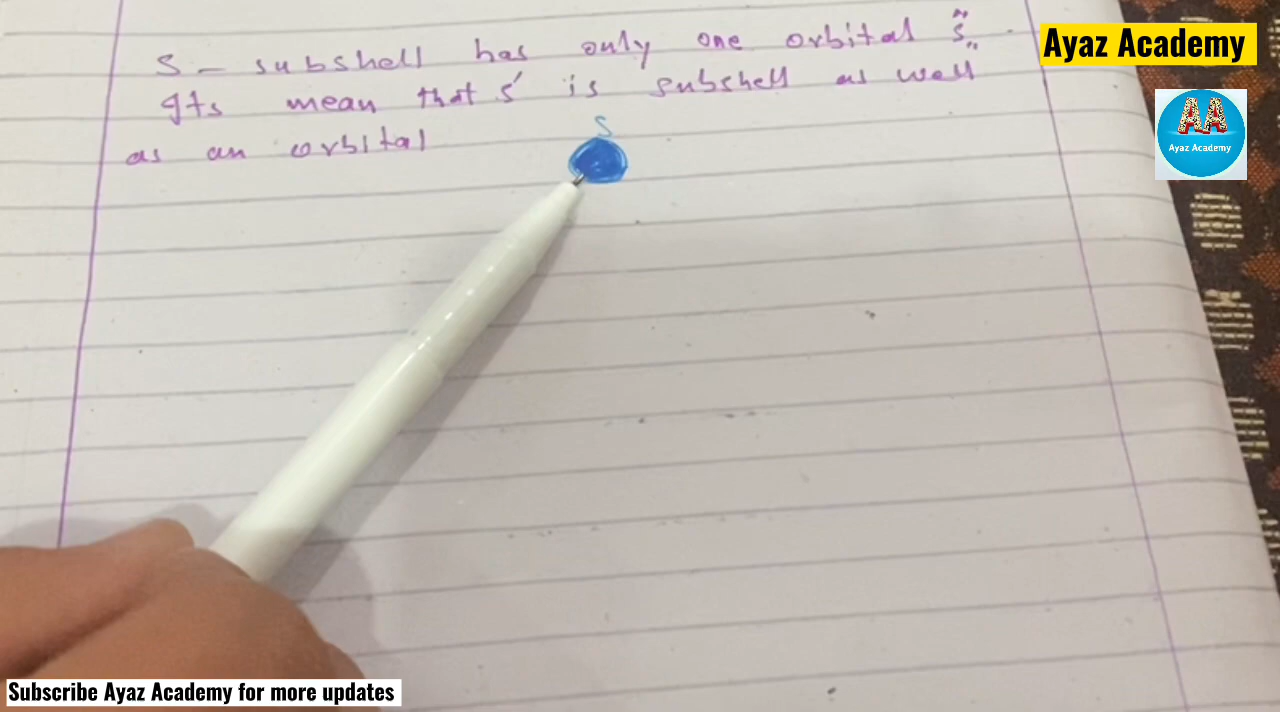 S - subshell has only one orbital "s"
Its mean that s' is subshell as well
as an orbital
S
Ayaz Academy
AA
Ayaz Academy
Subscribe Ayaz Academy for more updates